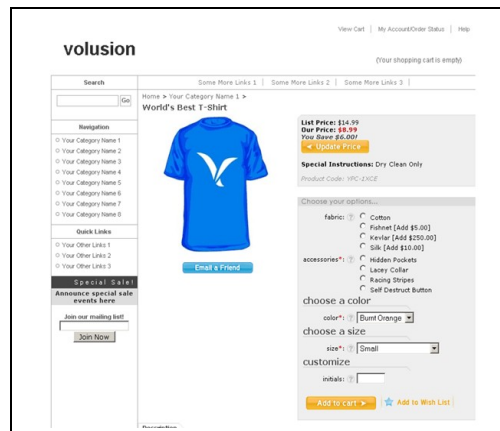 View Cart | My Account/Order Status | Help
volusion
(Your shopping cart is empty)
Search
Go
Some More Links 1 | Some More Links 2 | Some More Links 3 |
Home > Your Category Name 1 >
World's Best T-Shirt
Navigation
Your Category Name 1
Your Category Name 2
Your Category Name 3
Your Category Name 4
Your Category Name 5
Your Category Name 6
Your Category Name 7
Your Category Name 8
Quick Links
Your Other Links 1
Your Other Links 2
Your Other Links 3
Special Sale!
Announce special sale
events here
Join our mailing list!
Join Now
Email a Friend
List Price: $14.99
Our Price: $8.99
You Save $6.00!
Update Price
Special Instructions: Dry Clean Only
Product Code: YPC-1XCE
Choose your options...
fabric: ? Cotton
Fishnet [Add $5.00]
Kevlar [Add $250.00]
Silk [Add $10.00]
accessories*: ? Hidden Pockets
Lacey Collar
Racing Stripes
Self Destruct Button
choose a color
color*: ? Burnt Orange
choose a size
size*: ? Small
customize
initials: ?
Add to cart Add to Wish List
Description